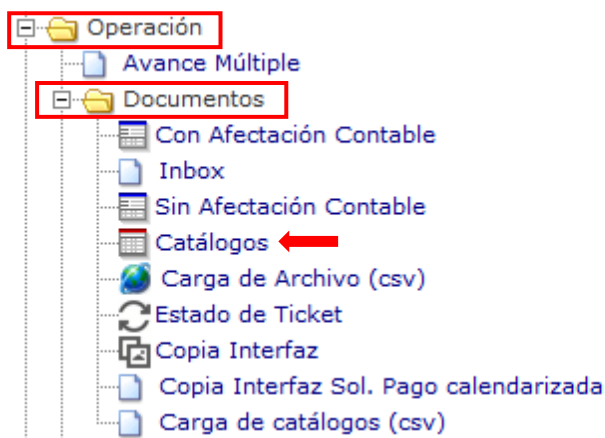 Operación
Avance Múltiple
Documentos
Con Afectación Contable
Inbox
Sin Afectación Contable
Catálogos
Carga de Archivo (csv)
Estado de Ticket
Copia Interfaz
Copia Interfaz Sol. Pago calendarizada
Carga de catálogos (csv)